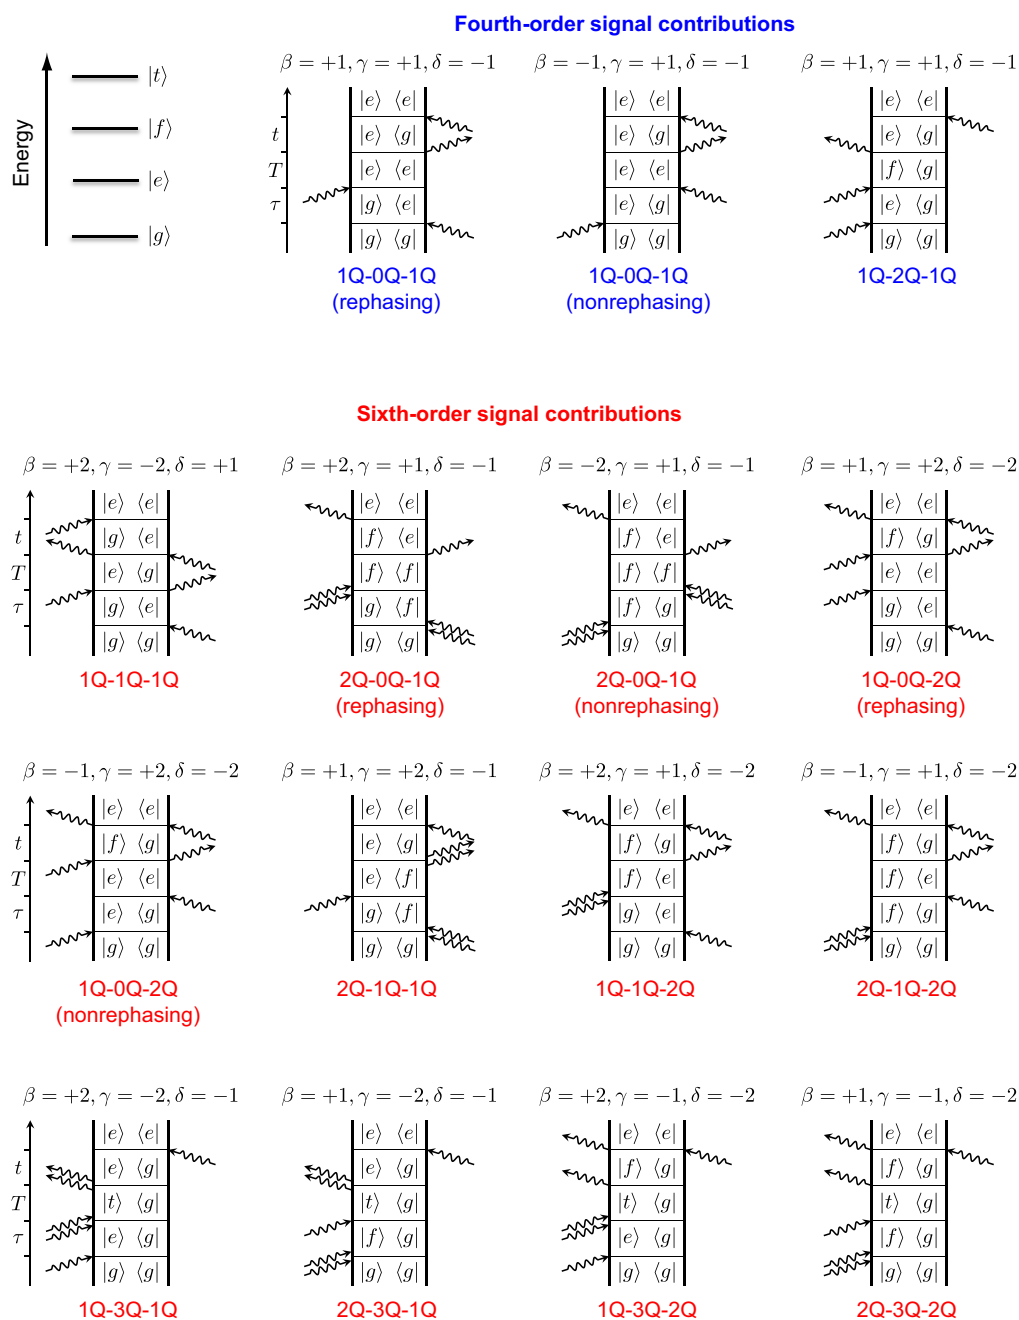 Fourth-order signal contributions
Energy
|t⟩
|f⟩
|e⟩
|g⟩
β = +1, γ = +1, δ = −1
t
T
τ
|e⟩ ⟨e|
|e⟩ ⟨g|
|e⟩ ⟨e|
|g⟩ ⟨e|
|g⟩ ⟨g|
1Q-0Q-1Q
(rephasing)
β = −1, γ = +1, δ = −1
|e⟩ ⟨e|
|e⟩ ⟨g|
|e⟩ ⟨e|
|e⟩ ⟨g|
|g⟩ ⟨g|
1Q-0Q-1Q
(nonrephasing)
β = +1, γ = +1, δ = −1
|e⟩ ⟨e|
|e⟩ ⟨g|
|f⟩ ⟨g|
|e⟩ ⟨g|
|g⟩ ⟨g|
1Q-2Q-1Q
Sixth-order signal contributions
β = +2, γ = −2, δ = +1
t
T
τ
|e⟩ ⟨e|
|g⟩ ⟨e|
|e⟩ ⟨g|
|g⟩ ⟨e|
|g⟩ ⟨g|
1Q-1Q-1Q
β = +2, γ = +1, δ = −1
|e⟩ ⟨e|
|f⟩ ⟨e|
|f⟩ ⟨f|
|g⟩ ⟨f|
|g⟩ ⟨g|
2Q-0Q-1Q
(rephasing)
β = −2, γ = +1, δ = −1
|e⟩ ⟨e|
|f⟩ ⟨e|
|f⟩ ⟨f|
|f⟩ ⟨g|
|g⟩ ⟨g|
2Q-0Q-1Q
(nonrephasing)
β = +1, γ = +2, δ = −2
|e⟩ ⟨e|
|f⟩ ⟨g|
|e⟩ ⟨e|
|g⟩ ⟨e|
|g⟩ ⟨g|
1Q-0Q-2Q
(rephasing)
β = −1, γ = +2, δ = −2
t
T
τ
|e⟩ ⟨e|
|f⟩ ⟨g|
|e⟩ ⟨e|
|e⟩ ⟨g|
|g⟩ ⟨g|
1Q-0Q-2Q
(nonrephasing)
β = +1, γ = +2, δ = −1
|e⟩ ⟨e|
|e⟩ ⟨g|
|e⟩ ⟨f|
|g⟩ ⟨f|
|g⟩ ⟨g|
2Q-1Q-1Q
β = +2, γ = +1, δ = −2
|e⟩ ⟨e|
|f⟩ ⟨g|
|f⟩ ⟨e|
|g⟩ ⟨e|
|g⟩ ⟨g|
1Q-1Q-2Q
β = −1, γ = +1, δ = −2
|e⟩ ⟨e|
|f⟩ ⟨g|
|f⟩ ⟨e|
|f⟩ ⟨g|
|g⟩ ⟨g|
2Q-1Q-2Q
β = +2, γ = −2, δ = −1
t
T
τ
|e⟩ ⟨e|
|e⟩ ⟨g|
|t⟩ ⟨g|
|e⟩ ⟨g|
|g⟩ ⟨g|
1Q-3Q-1Q
β = +1, γ = −2, δ = −1
|e⟩ ⟨e|
|e⟩ ⟨g|
|t⟩ ⟨g|
|f⟩ ⟨g|
|g⟩ ⟨g|
2Q-3Q-1Q
β = +2, γ = −1, δ = −2
|e⟩ ⟨e|
|f⟩ ⟨g|
|t⟩ ⟨g|
|e⟩ ⟨g|
|g⟩ ⟨g|
1Q-3Q-2Q
β = +1, γ = −1, δ = −2
|e⟩ ⟨e|
|f⟩ ⟨g|
|t⟩ ⟨g|
|f⟩ ⟨g|
|g⟩ ⟨g|
2Q-3Q-2Q